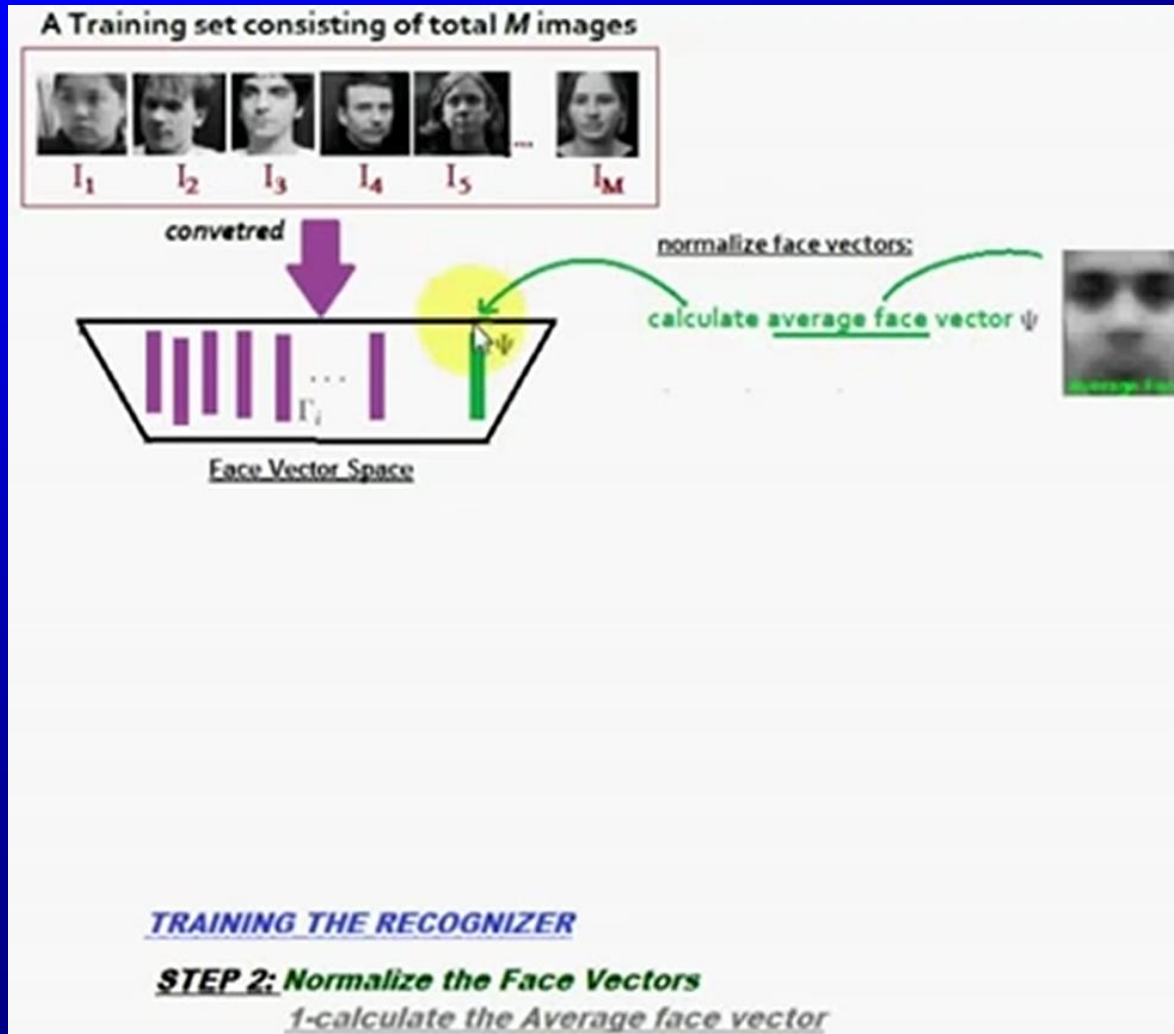 A Training set consisting of total M images
I₁ I₂ I₃ I₄ I₅ ... I_M
convetred
normalize face vectors:
calculate average face vector Ψ
Ψ
... Γᵢ
Face Vector Space
TRAINING THE RECOGNIZER
STEP 2: Normalize the Face Vectors
1-calculate the Average face vector